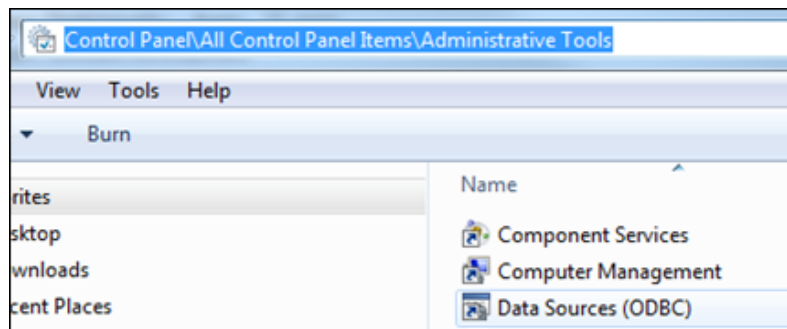 Control Panel\All Control Panel Items\Administrative Tools
View Tools Help
Burn
rites
sktop
wnloads
cent Places
Name
Component Services
Computer Management
Data Sources (ODBC)